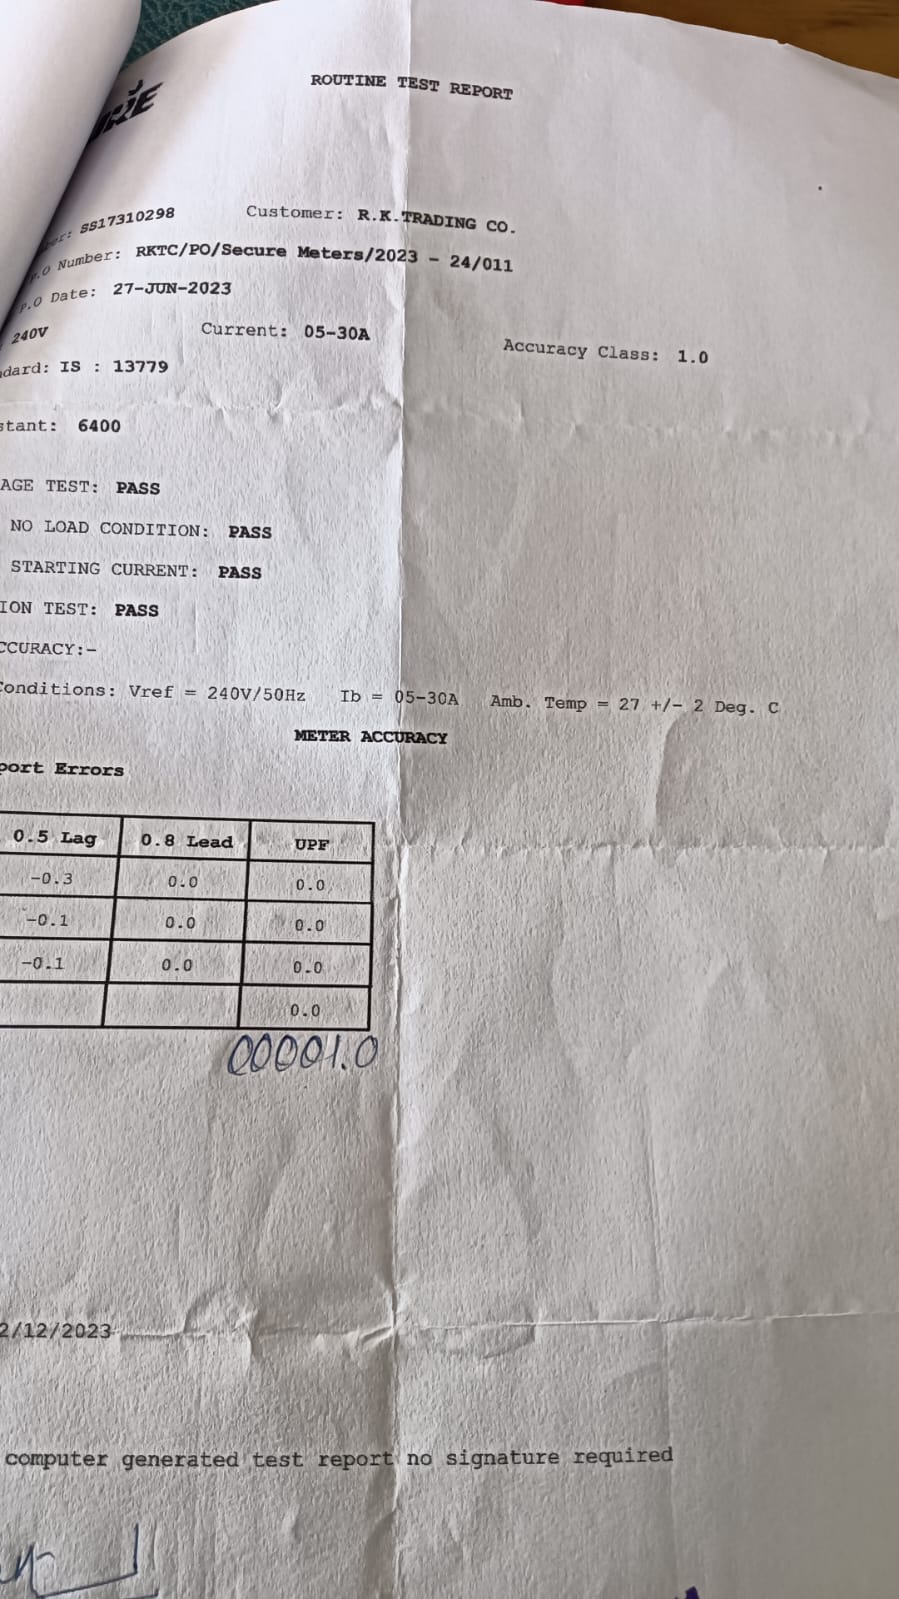 ROUTINE TEST REPORT
SS17310298 Customer: R.K.TRADING CO.
P.O Number: RKTC/PO/Secure Meters/2023 - 24/011
P.O Date: 27-JUN-2023
240V Current: 05-30A Accuracy Class: 1.0
dard: IS : 13779
stant: 6400
AGE TEST: PASS
NO LOAD CONDITION: PASS
STARTING CURRENT: PASS
ION TEST: PASS
CCURACY:-
Conditions: Vref = 240V/50Hz Ib = 05-30A Amb. Temp = 27 +/- 2 Deg. C
METER ACCURACY
port Errors
0.5 Lag 0.8 Lead UPF
-0.3 0.0 0.0
-0.1 0.0 0.0
-0.1 0.0 0.0
0.0
00001.0
2/12/2023
computer generated test report no signature required